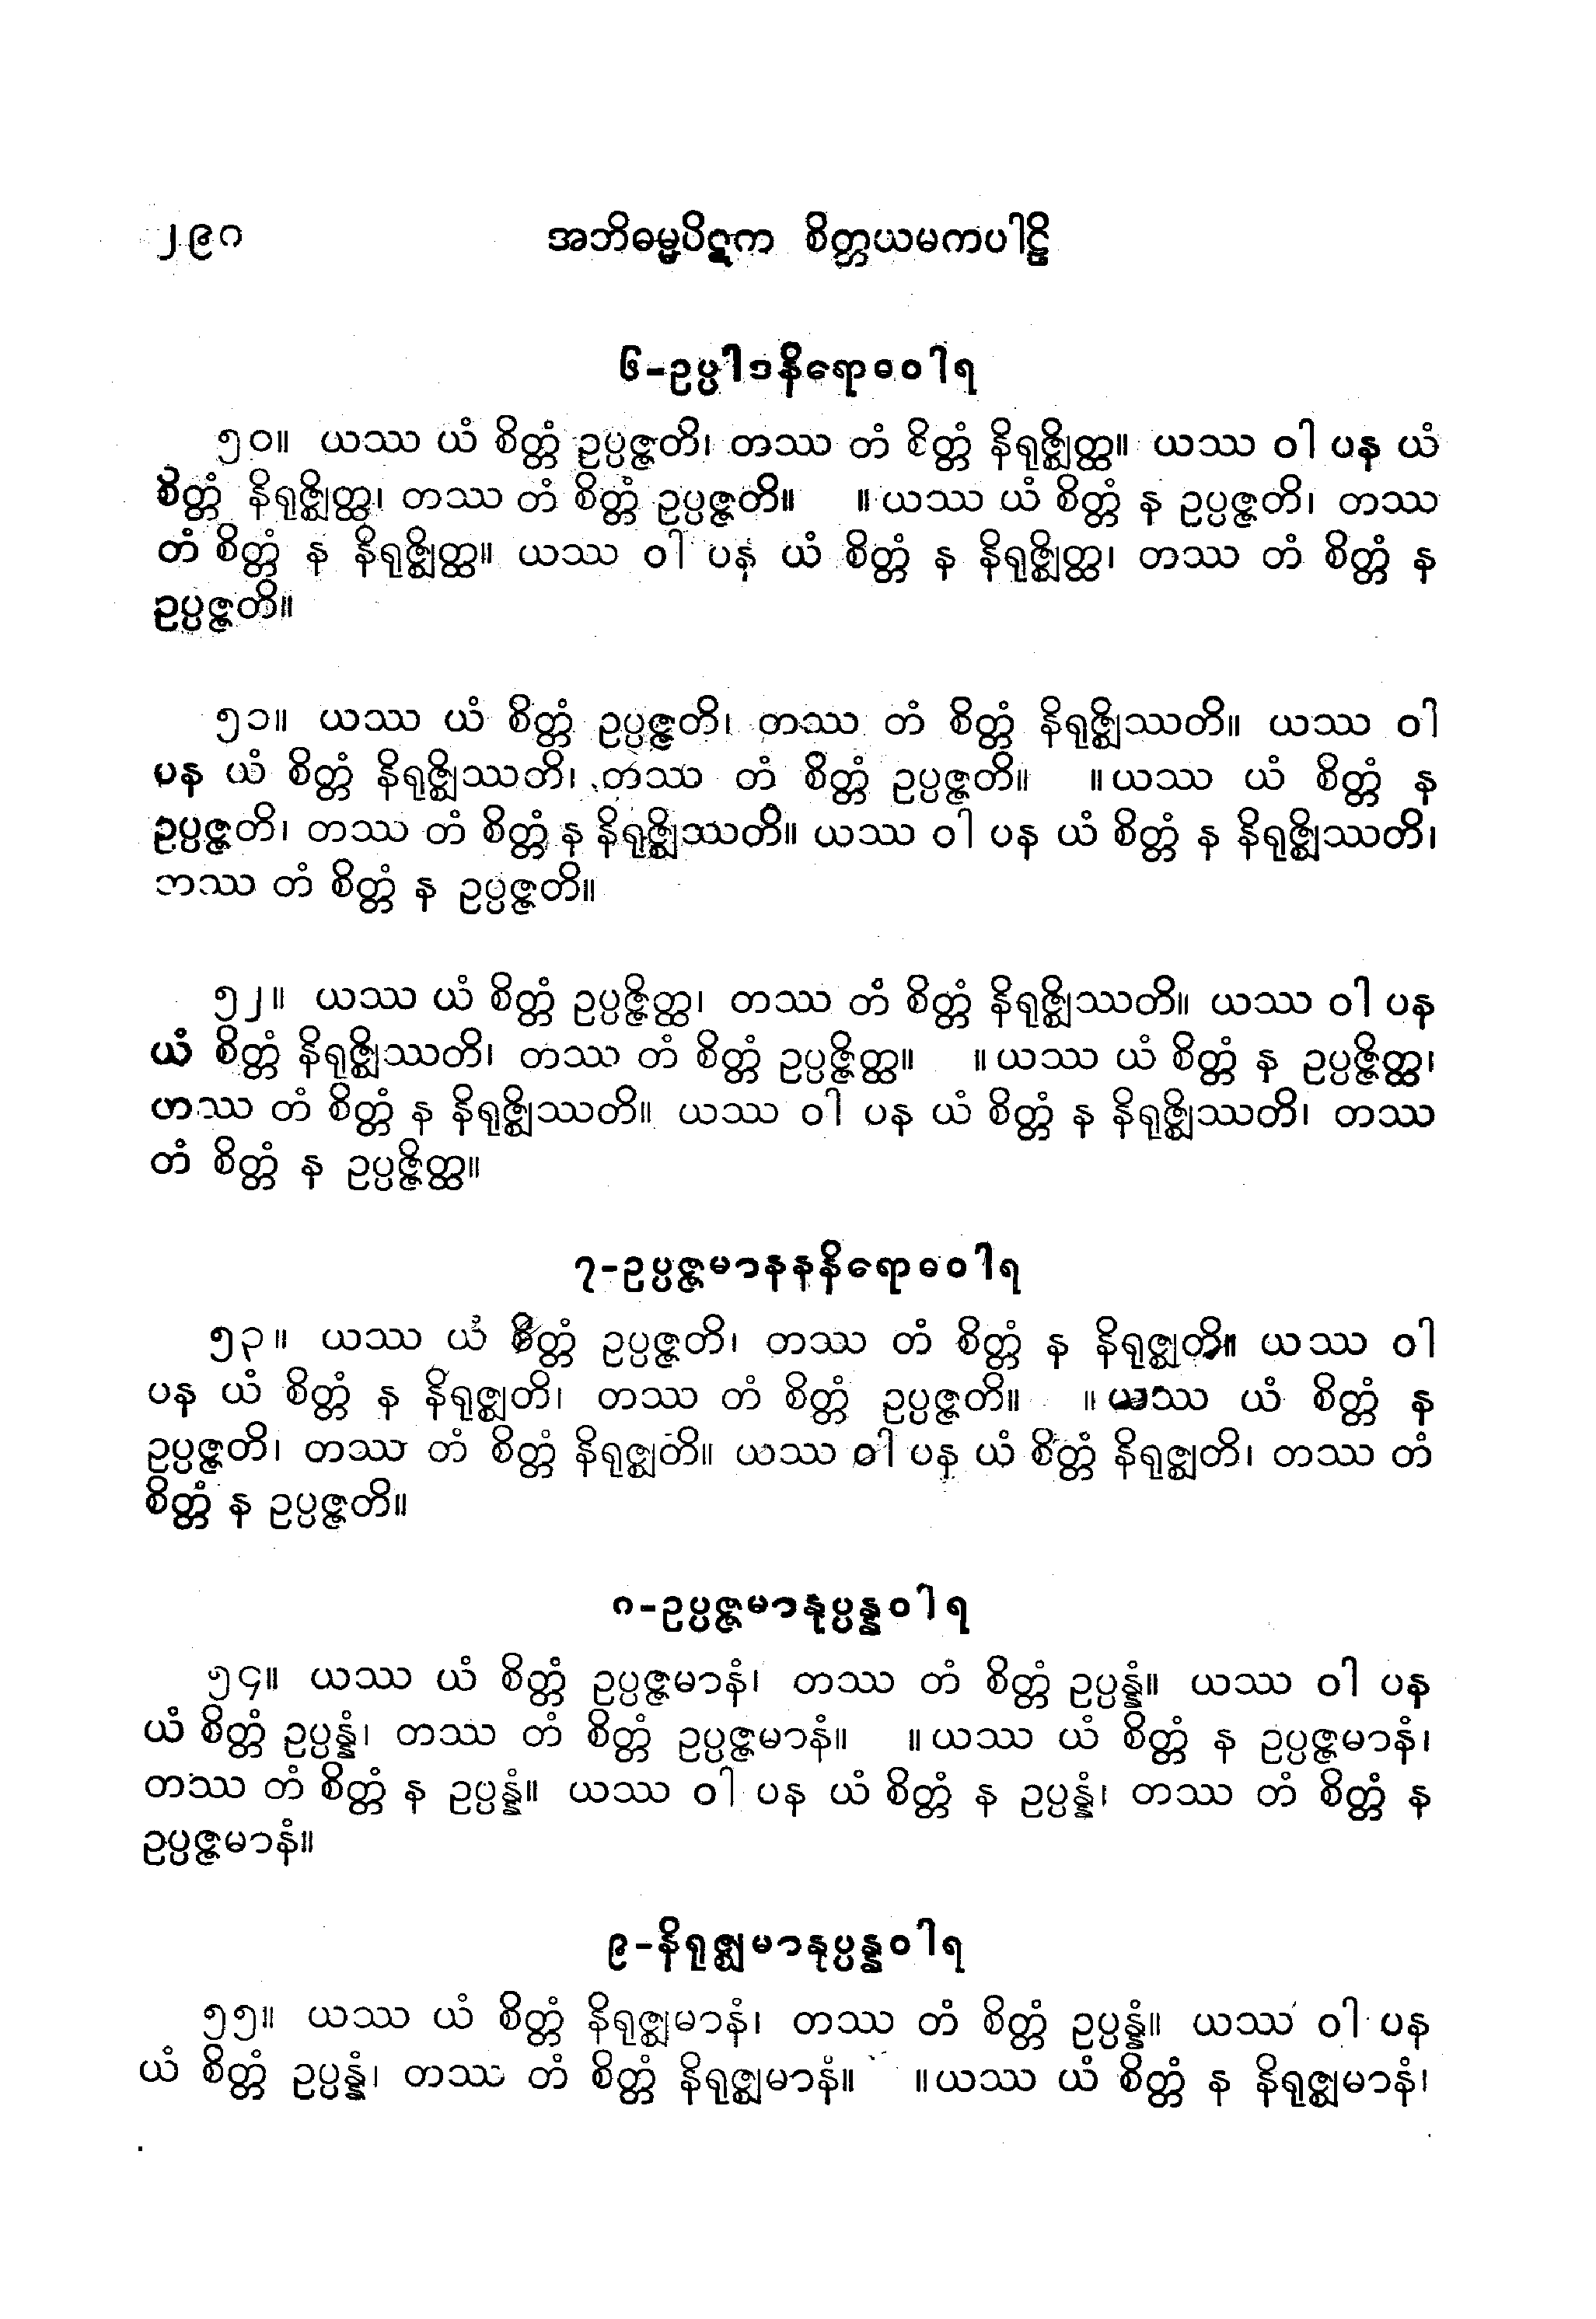 ၂၉၀ အဘိဓမ္မပိဋက စိတ္တယမကပါဠိ
၆-ဥပ္ပါဒနိရောဓဝါရ
၅၀။ ယဿ ယံ စိတ္တံ ဥပ္ပဇ္ဇတိ၊ တဿ တံ စိတ္တံ နိရုဇ္ဈိတ္ထ။ ယဿ ဝါ ပန ယံ
စိတ္တံ နိရုဇ္ဈိတ္ထ၊ တဿ တံ စိတ္တံ ဥပ္ပဇ္ဇတိ။ ။ယဿ ယံ စိတ္တံ န ဥပ္ပဇ္ဇတိ၊ တဿ
တံ စိတ္တံ န နိရုဇ္ဈိတ္ထ။ ယဿ ဝါ ပန ယံ စိတ္တံ န နိရုဇ္ဈိတ္ထ၊ တဿ တံ စိတ္တံ န
ဥပ္ပဇ္ဇတိ။
၅၁။ ယဿ ယံ စိတ္တံ ဥပ္ပဇ္ဇတိ၊ တဿ တံ စိတ္တံ နိရုဇ္ဈိဿတိ။ ယဿ ဝါ
ပန ယံ စိတ္တံ နိရုဇ္ဈိဿတိ၊ တဿ တံ စိတ္တံ ဥပ္ပဇ္ဇတိ။ ။ယဿ ယံ စိတ္တံ န
ဥပ္ပဇ္ဇတိ၊ တဿ တံ စိတ္တံ န နိရုဇ္ဈိဿတိ။ ယဿ ဝါ ပန ယံ စိတ္တံ န နိရုဇ္ဈိဿတိ၊
တဿ တံ စိတ္တံ န ဥပ္ပဇ္ဇတိ။
၅၂။ ယဿ ယံ စိတ္တံ ဥပ္ပဇ္ဇိတ္ထ၊ တဿ တံ စိတ္တံ နိရုဇ္ဈိဿတိ။ ယဿ ဝါ ပန
ယံ စိတ္တံ နိရုဇ္ဈိဿတိ၊ တဿ တံ စိတ္တံ ဥပ္ပဇ္ဇိတ္ထ။ ။ယဿ ယံ စိတ္တံ န ဥပ္ပဇ္ဇိတ္ထ၊
တဿ တံ စိတ္တံ န နိရုဇ္ဈိဿတိ။ ယဿ ဝါ ပန ယံ စိတ္တံ န နိရုဇ္ဈိဿတိ၊ တဿ
တံ စိတ္တံ န ဥပ္ပဇ္ဇိတ္ထ။
၇-ဥပ္ပဇ္ဇမာနနနိရောဓဝါရ
၅၃။ ယဿ ယံ စိတ္တံ ဥပ္ပဇ္ဇတိ၊ တဿ တံ စိတ္တံ န နိရုဇ္ဈတိ။ ယဿ ဝါ
ပန ယံ စိတ္တံ န နိရုဇ္ဈတိ၊ တဿ တံ စိတ္တံ ဥပ္ပဇ္ဇတိ။ ။ယဿ ယံ စိတ္တံ န
ဥပ္ပဇ္ဇတိ၊ တဿ တံ စိတ္တံ နိရုဇ္ဈတိ။ ယဿ ဝါ ပန ယံ စိတ္တံ နိရုဇ္ဈတိ၊ တဿ တံ
စိတ္တံ န ဥပ္ပဇ္ဇတိ။
၈-ဥပ္ပဇ္ဇမာနုပ္ပန္နဝါရ
၅၄။ ယဿ ယံ စိတ္တံ ဥပ္ပဇ္ဇမာနံ၊ တဿ တံ စိတ္တံ ဥပ္ပန္နံ။ ယဿ ဝါ ပန
ယံ စိတ္တံ ဥပ္ပန္နံ၊ တဿ တံ စိတ္တံ ဥပ္ပဇ္ဇမာနံ။ ။ယဿ ယံ စိတ္တံ န ဥပ္ပဇ္ဇမာနံ၊
တဿ တံ စိတ္တံ န ဥပ္ပန္နံ။ ယဿ ဝါ ပန ယံ စိတ္တံ န ဥပ္ပန္နံ၊ တဿ တံ စိတ္တံ န
ဥပ္ပဇ္ဇမာနံ။
၉-နိရုဇ္ဈမာနုပ္ပန္နဝါရ
၅၅။ ယဿ ယံ စိတ္တံ နိရုဇ္ဈမာနံ၊ တဿ တံ စိတ္တံ ဥပ္ပန္နံ။ ယဿ ဝါ ပန
ယံ စိတ္တံ ဥပ္ပန္နံ၊ တဿ တံ စိတ္တံ နိရုဇ္ဈမာနံ။ ။ယဿ ယံ စိတ္တံ န နိရုဇ္ဈမာနံ၊